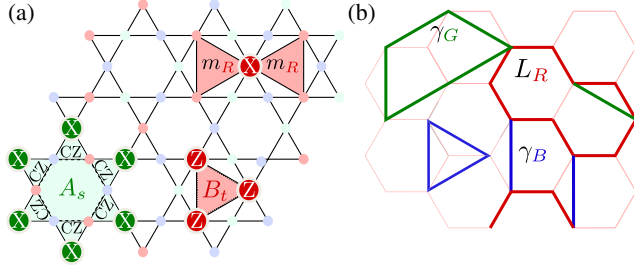 (a)
m_R X m_R
X
X CZ CZ X Z
CZ A_s CZ B_t Z
X CZ CZ X Z
X
(b)
γ_G
L_R
γ_B